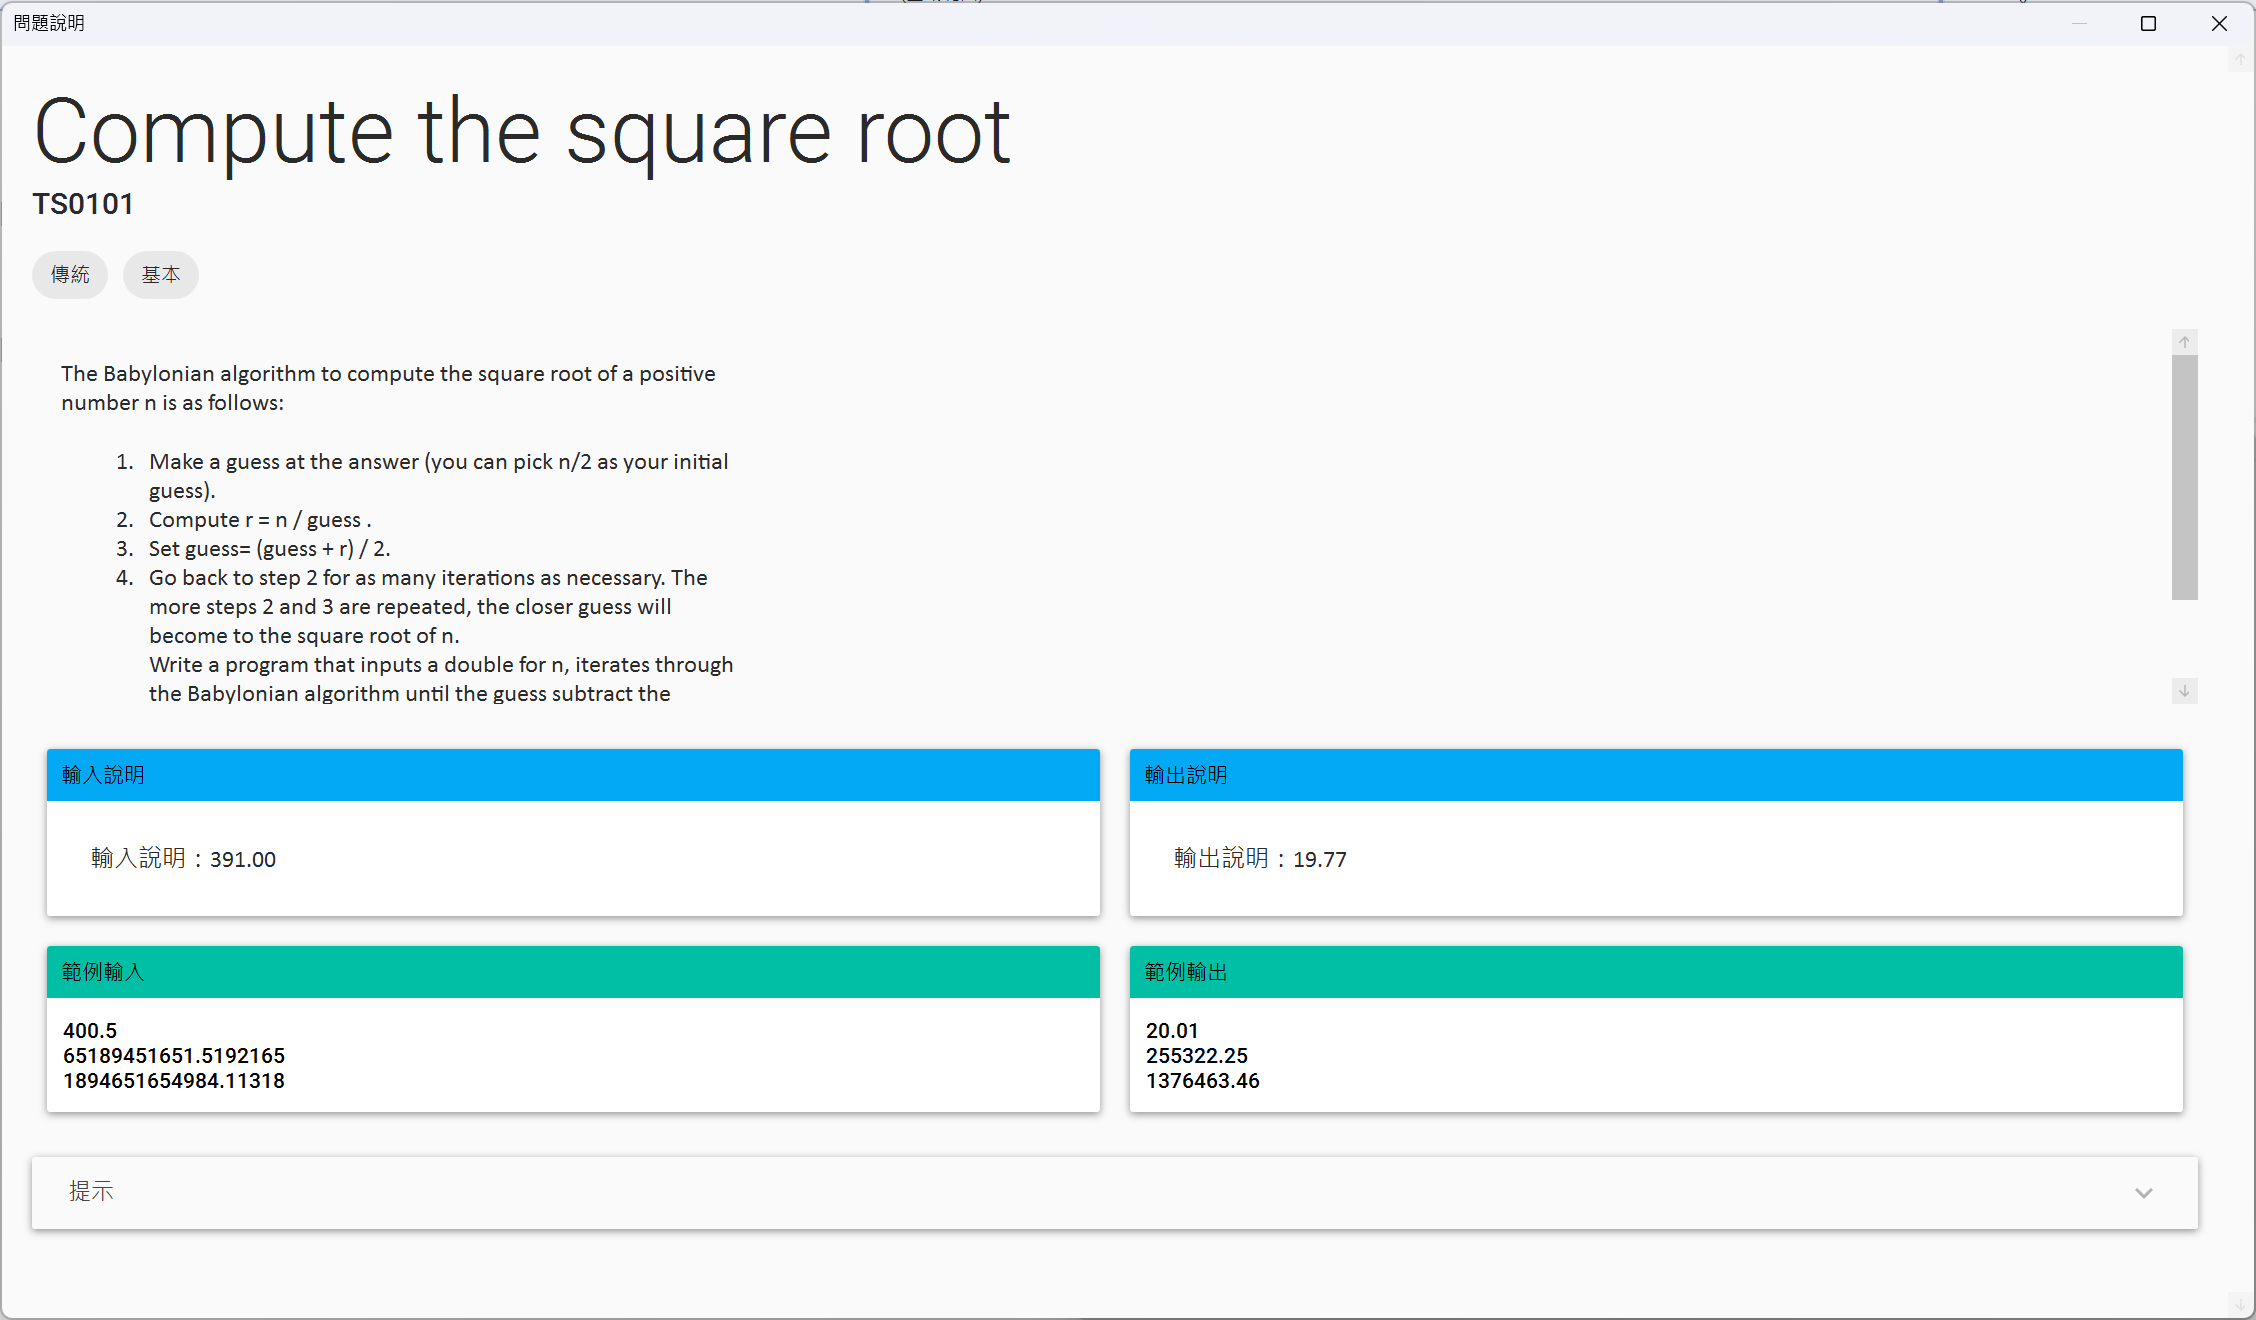 問題說明
Compute the square root
TS0101
傳統 基本
The Babylonian algorithm to compute the square root of a positive
number n is as follows:
1. Make a guess at the answer (you can pick n/2 as your initial
guess).
2. Compute r = n / guess .
3. Set guess= (guess + r) / 2.
4. Go back to step 2 for as many iterations as necessary. The
more steps 2 and 3 are repeated, the closer guess will
become to the square root of n.
Write a program that inputs a double for n, iterates through
the Babylonian algorithm until the guess subtract the
輸入說明
輸入說明：391.00
輸出說明
輸出說明：19.77
範例輸入
400.5
65189451651.5192165
1894651654984.11318
範例輸出
20.01
255322.25
1376463.46
提示